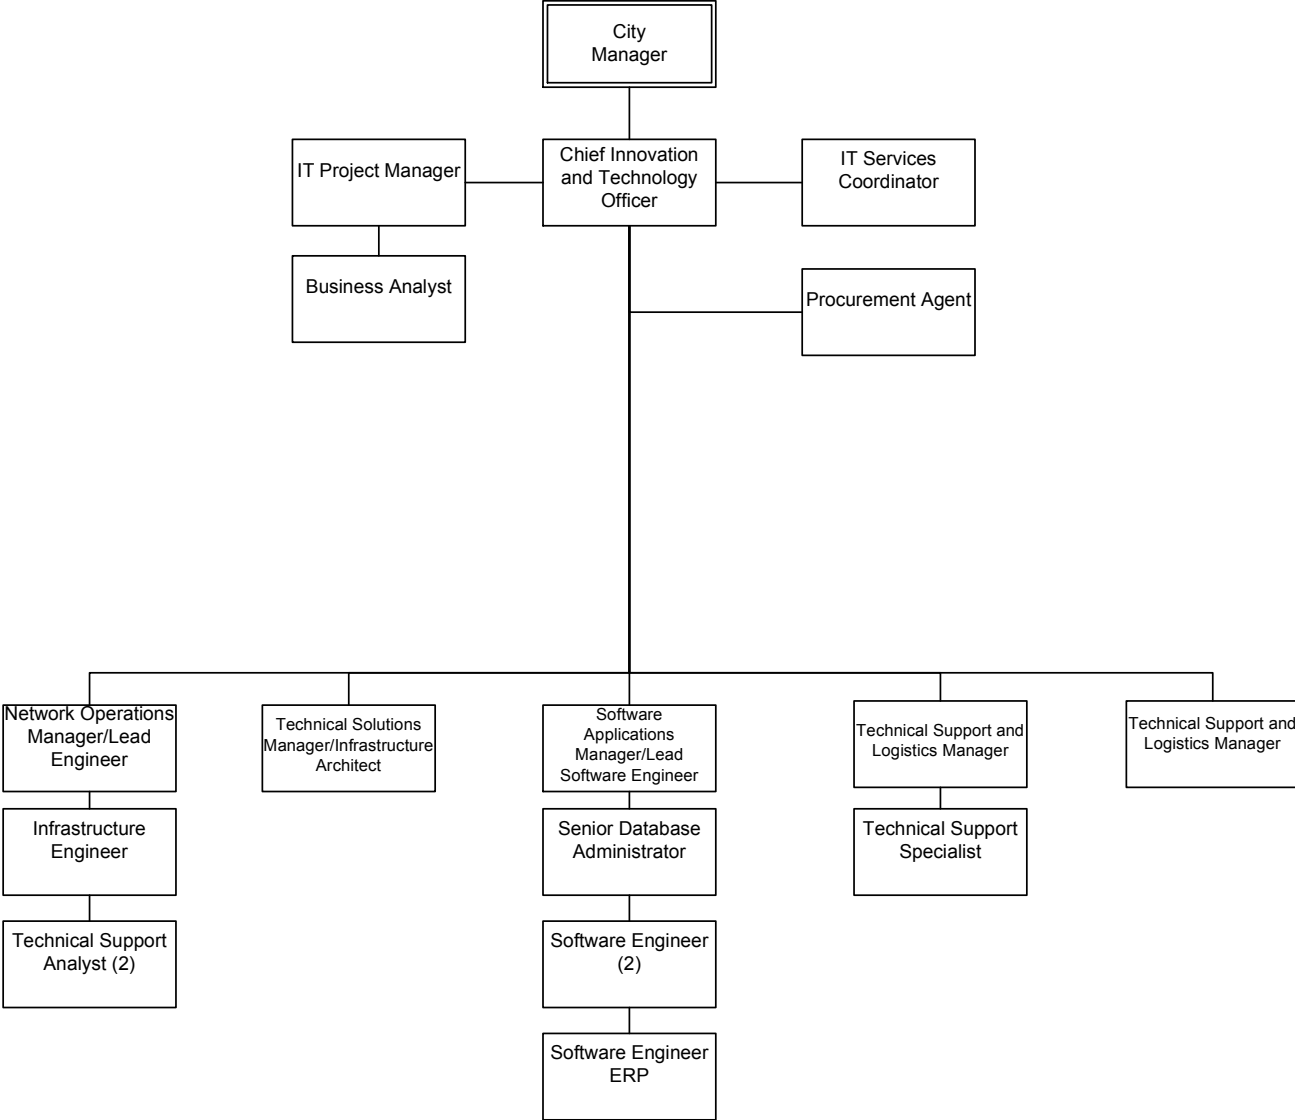 City
Manager
IT Project Manager
Chief Innovation
and Technology
Officer
IT Services
Coordinator
Business Analyst
Procurement Agent
Network Operations
Manager/Lead
Engineer
Technical Solutions
Manager/Infrastructure
Architect
Software
Applications
Manager/Lead
Software Engineer
Technical Support and
Logistics Manager
Technical Support and
Logistics Manager
Infrastructure
Engineer
Senior Database
Administrator
Technical Support
Specialist
Technical Support
Analyst (2)
Software Engineer
(2)
Software Engineer
ERP